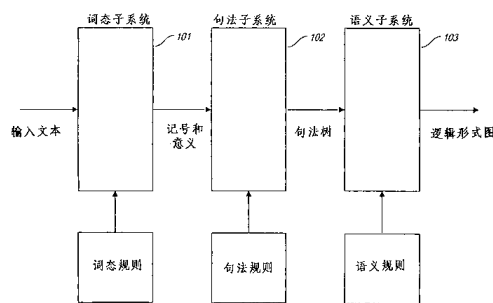 词态子系统
句法子系统
语义子系统
101
102
103
输入文本
记号和
意义
句法树
逻辑形式图
词态规则
句法规则
语义规则